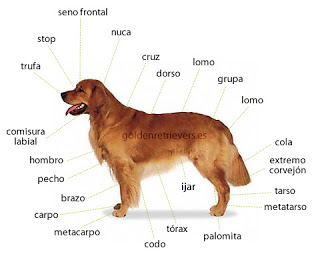 seno frontal
stop
nuca
trufa
cruz
lomo
dorso
grupa
lomo
goldenretrievers.es
comisura
labial
cola
hombro
extremo
corvejón
pecho
ijar
tarso
brazo
metatarso
carpo
tórax
palomita
metacarpo
codo